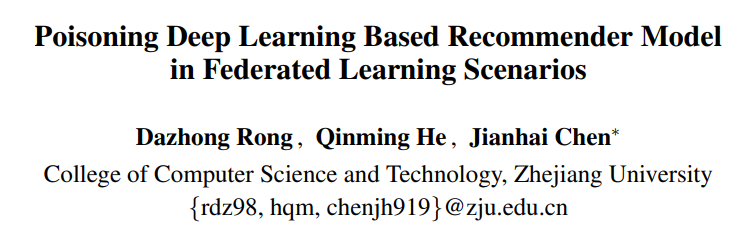 Poisoning Deep Learning Based Recommender Model
in Federated Learning Scenarios
Dazhong Rong , Qinming He , Jianhai Chen*
College of Computer Science and Technology, Zhejiang University
{rdz98, hqm, chenjh919}@zju.edu.cn